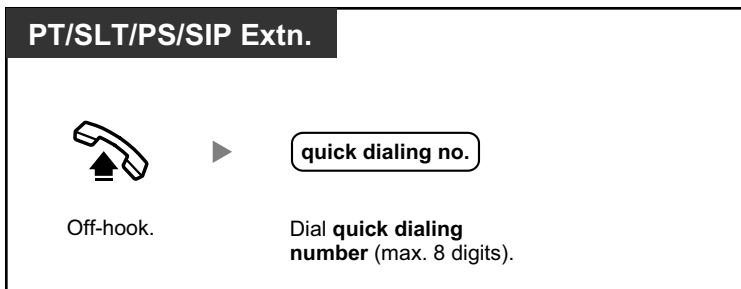 PT/SLT/PS/SIP Extn.
quick dialing no.
Off-hook.
Dial quick dialing
number (max. 8 digits).